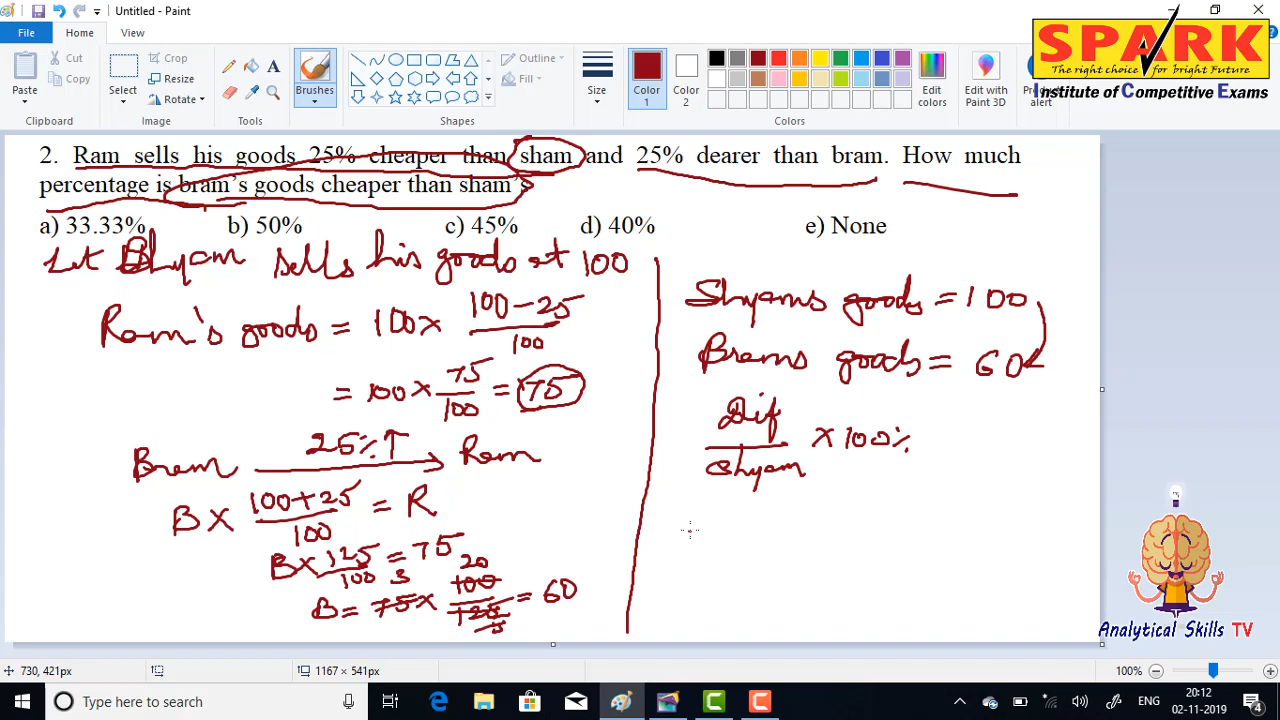 Untitled - Paint
File Home View
Paste Cut Copy Select Crop Resize Rotate Brushes Outline Fill Size Color 1 Color 2 Edit colors Edit with Paint 3D alert
Clipboard Image Tools Shapes Colors
SPARK
The right choice for bright Future
Institute of Competitive Exams
2. Ram sells his goods 25% cheaper than sham and 25% dearer than bram. How much
percentage is bram's goods cheaper than sham's
a) 33.33% b) 50% c) 45% d) 40% e) None
Let Shyam sells his goods at 100
Ram's goods = 100 × 100 - 25 / 100
= 100 × 75 / 100 = 75
Bram 25% ↑ Ram
B × 100 + 25 / 100 = R
B × 125 / 100 = 75
3 20
B = 75 × 100 / 125 = 60
5
Shyams goods = 100
Brams goods = 60
Dif / Shyam × 100%
Analytical Skills TV
730, 421px 1167 × 541px 100%
Type here to search
ENG 20:12 02-11-2019 4